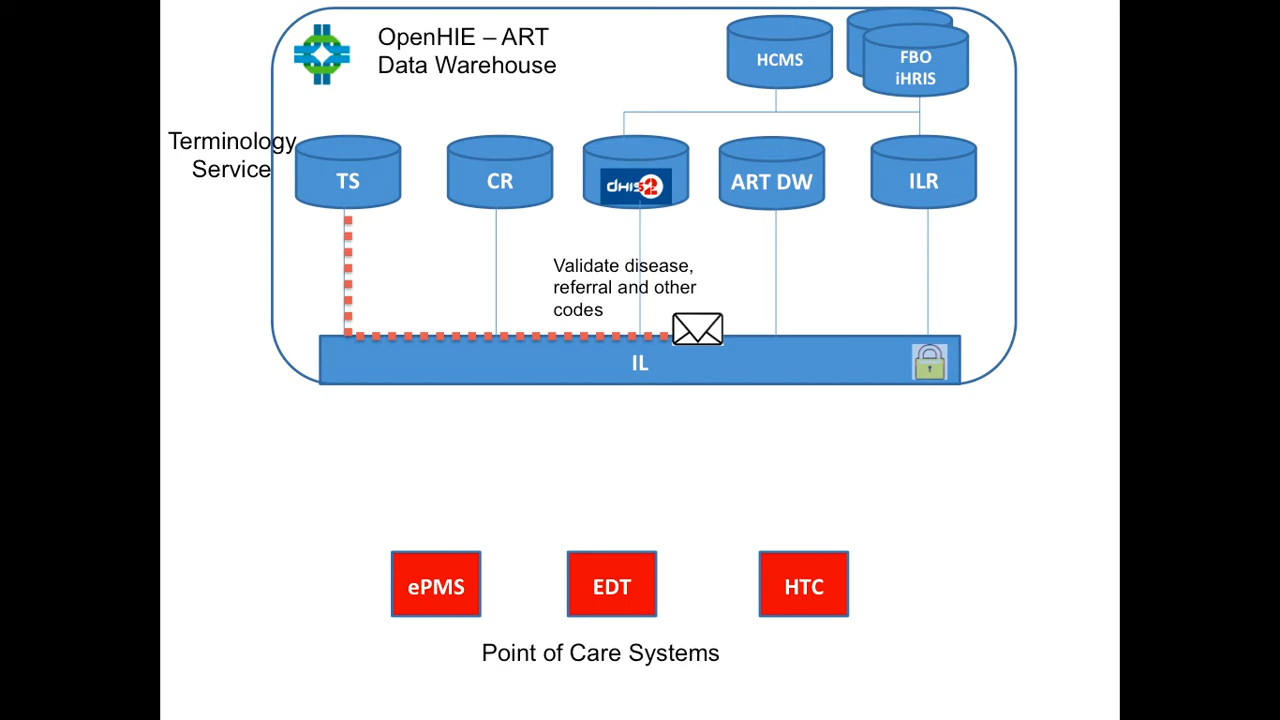 OpenHIE – ART
Data Warehouse
HCMS
FBO
iHRIS
Terminology
Service
TS
CR
dHIS2
ART DW
ILR
Validate disease,
referral and other
codes
IL
ePMS
EDT
HTC
Point of Care Systems